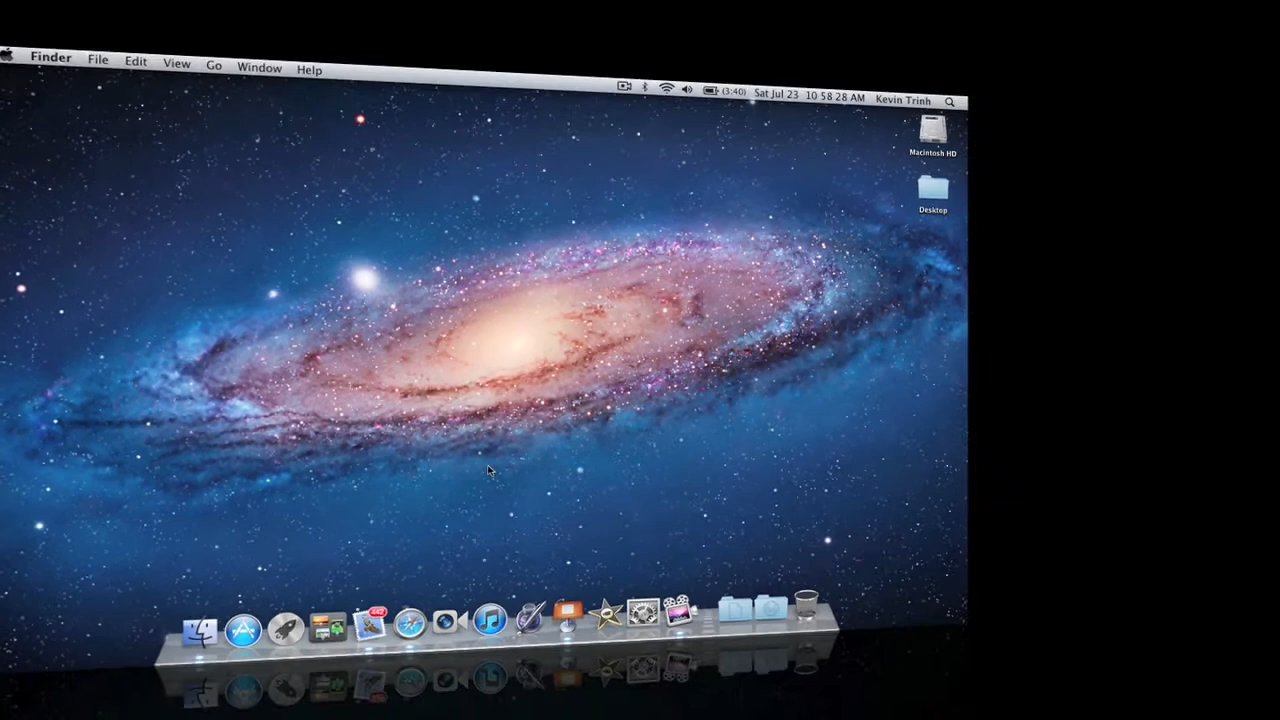 Finder File Edit View Go Window Help (3:40) Sat Jul 23 10 58 28 AM Kevin Trinh
Macintosh HD
Desktop
442